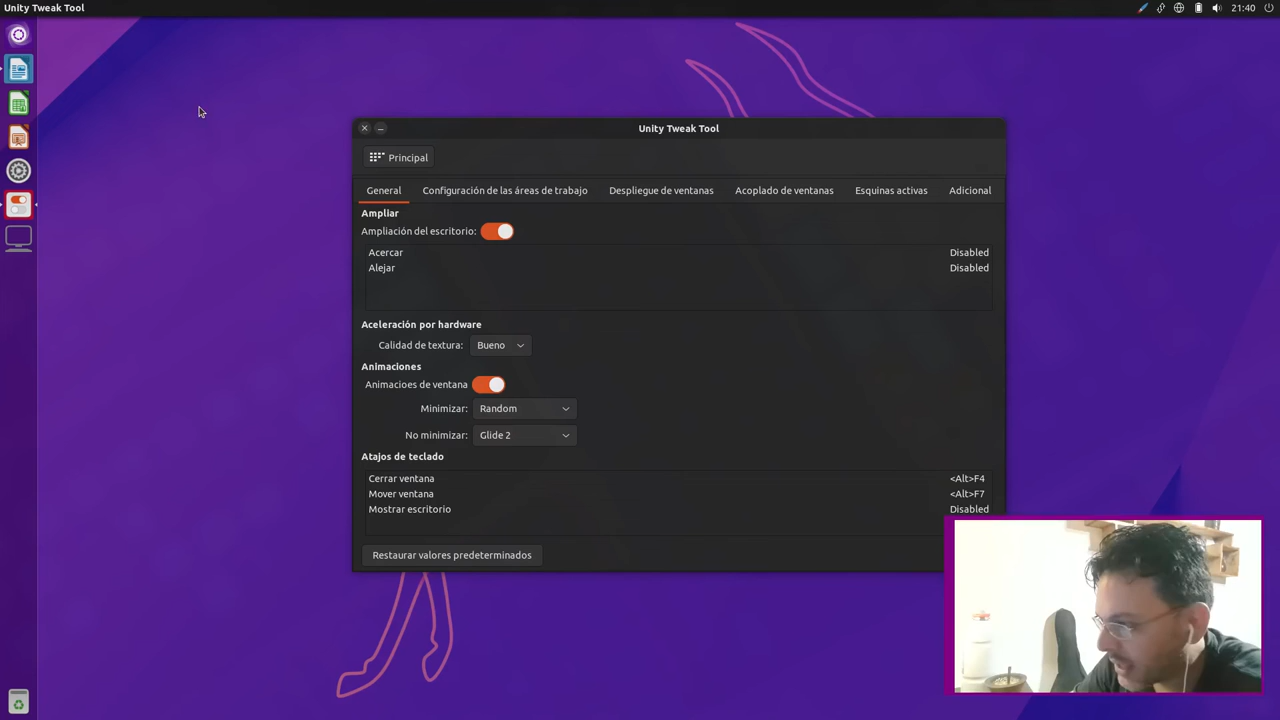 Unity Tweak Tool
21:40
Unity Tweak Tool
Principal
General Configuración de las áreas de trabajo Despliegue de ventanas Acoplado de ventanas Esquinas activas Adicional
Ampliar
Ampliación del escritorio:
Acercar Disabled
Alejar Disabled
Aceleración por hardware
Calidad de textura: Bueno
Animaciones
Animacioes de ventana
Minimizar: Random
No minimizar: Glide 2
Atajos de teclado
Cerrar ventana <Alt>F4
Mover ventana <Alt>F7
Mostrar escritorio Disabled
Restaurar valores predeterminados